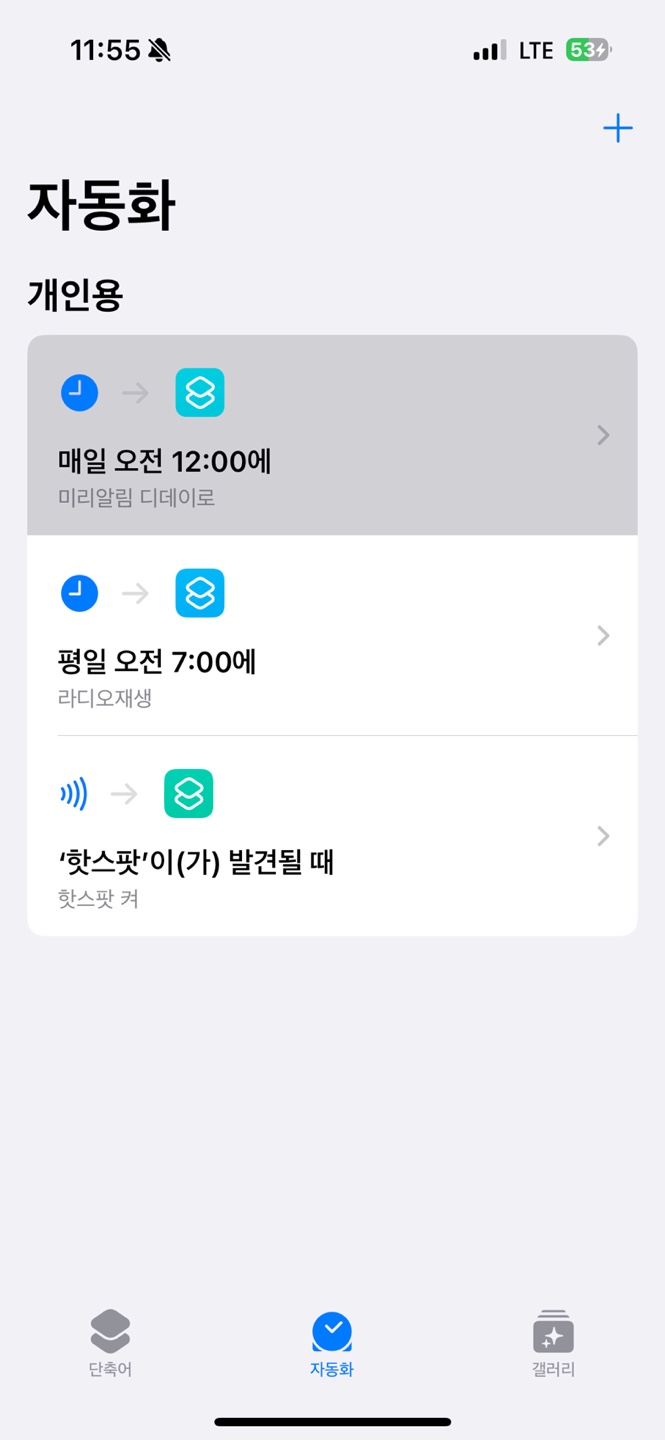 11:55
LTE 53
자동화
개인용
매일 오전 12:00에
미리알림 디데이로
평일 오전 7:00에
라디오재생
‘핫스팟’이(가) 발견될 때
핫스팟 켜
단축어 자동화 갤러리